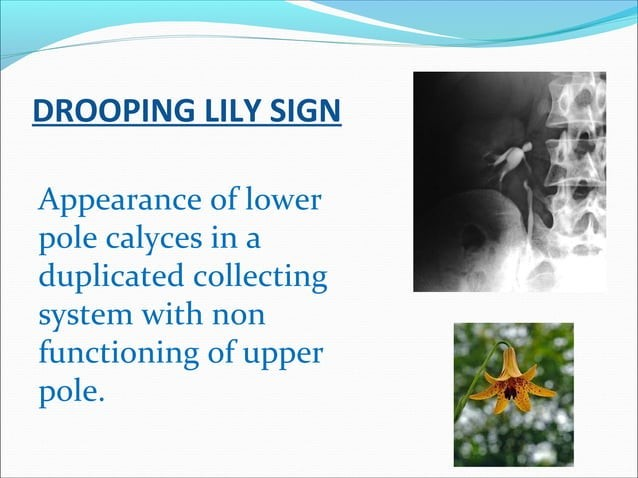 DROOPING LILY SIGN
Appearance of lower
pole calyces in a
duplicated collecting
system with non
functioning of upper
pole.